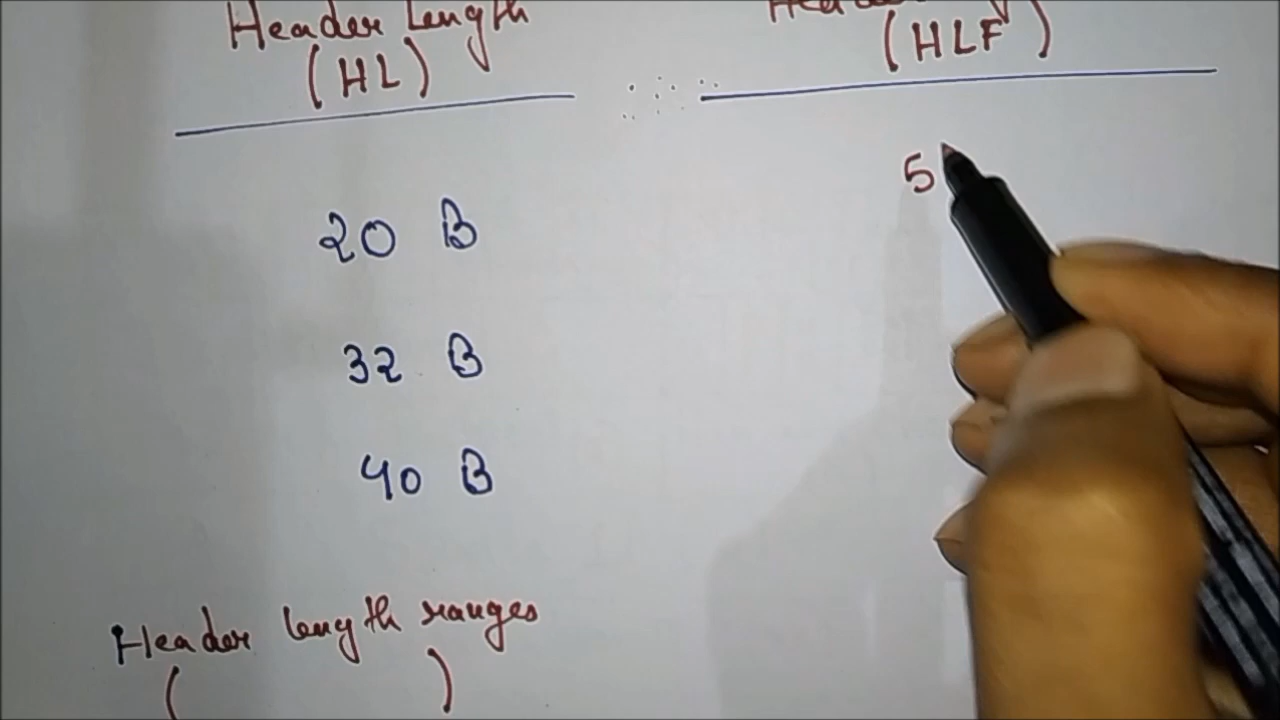 Header Length
(HL)
(HLF)
5
20 B
32 B
40 B
Header length ranges
( )